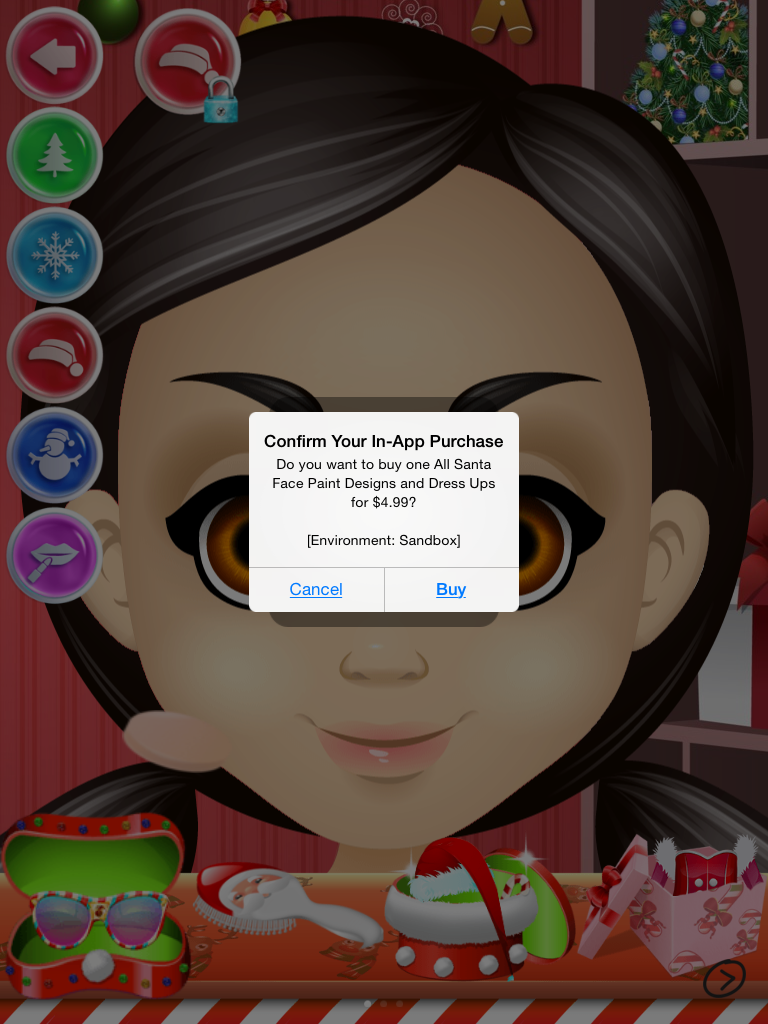 Confirm Your In-App Purchase
Do you want to buy one All Santa
Face Paint Designs and Dress Ups
for $4.99?
[Environment: Sandbox]
Cancel
Buy